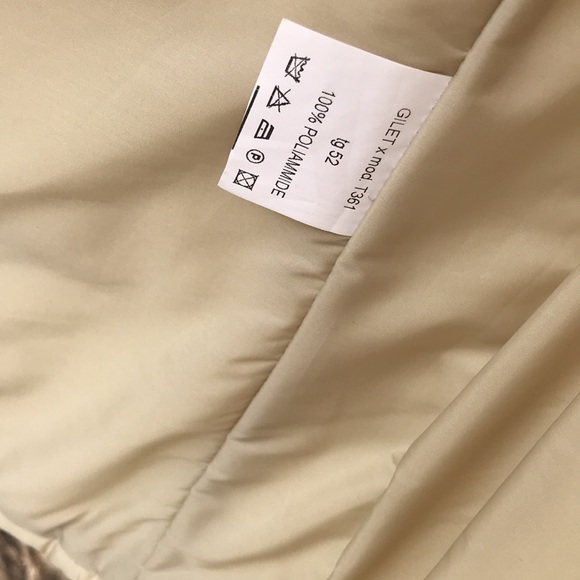 GILET x mod. T361
tg 52
100% POLIAMMIDE
P